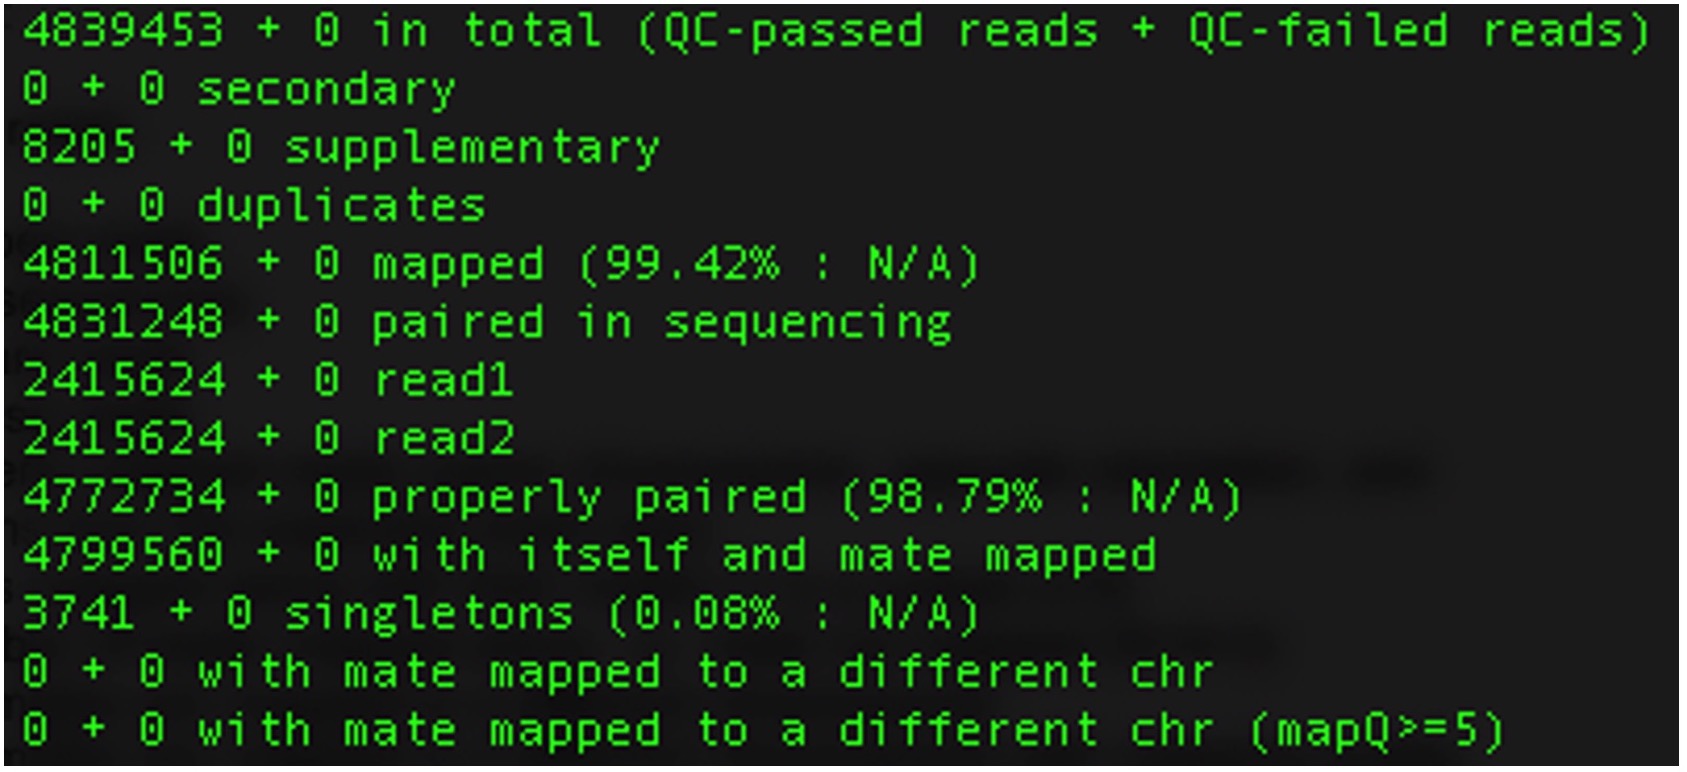 4839453 + 0 in total (QC-passed reads + QC-failed reads)
0 + 0 secondary
8205 + 0 supplementary
0 + 0 duplicates
4811506 + 0 mapped (99.42% : N/A)
4831248 + 0 paired in sequencing
2415624 + 0 read1
2415624 + 0 read2
4772734 + 0 properly paired (98.79% : N/A)
4799560 + 0 with itself and mate mapped
3741 + 0 singletons (0.08% : N/A)
0 + 0 with mate mapped to a different chr
0 + 0 with mate mapped to a different chr (mapQ>=5)